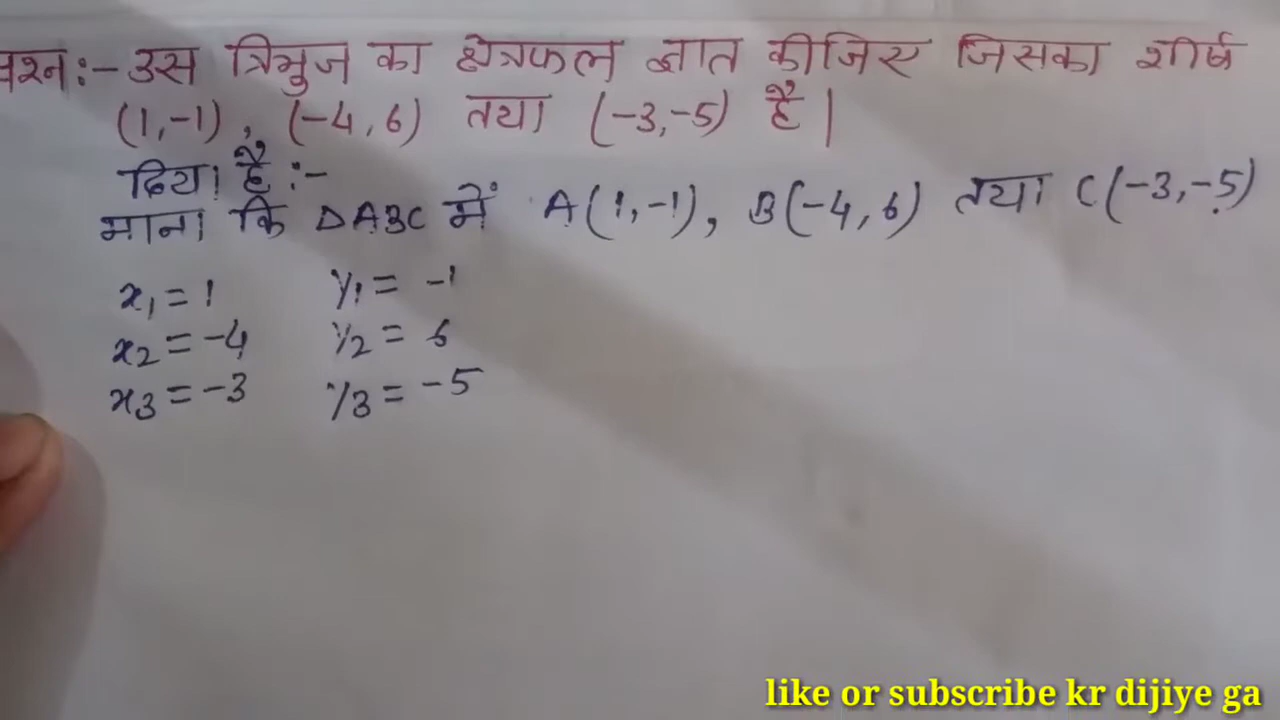 प्रश्न:- उस त्रिभुज का क्षेत्रफल ज्ञात कीजिए जिसका शीर्ष
(1,-1), (-4,6) तथा (-3,-5) है |
दिया है :-
माना कि ΔABC में A(1,-1), B(-4,6) तथा C(-3,-5)
x₁ = 1 y₁ = -1
x₂ = -4 y₂ = 6
x₃ = -3 y₃ = -5
like or subscribe kr dijiye ga